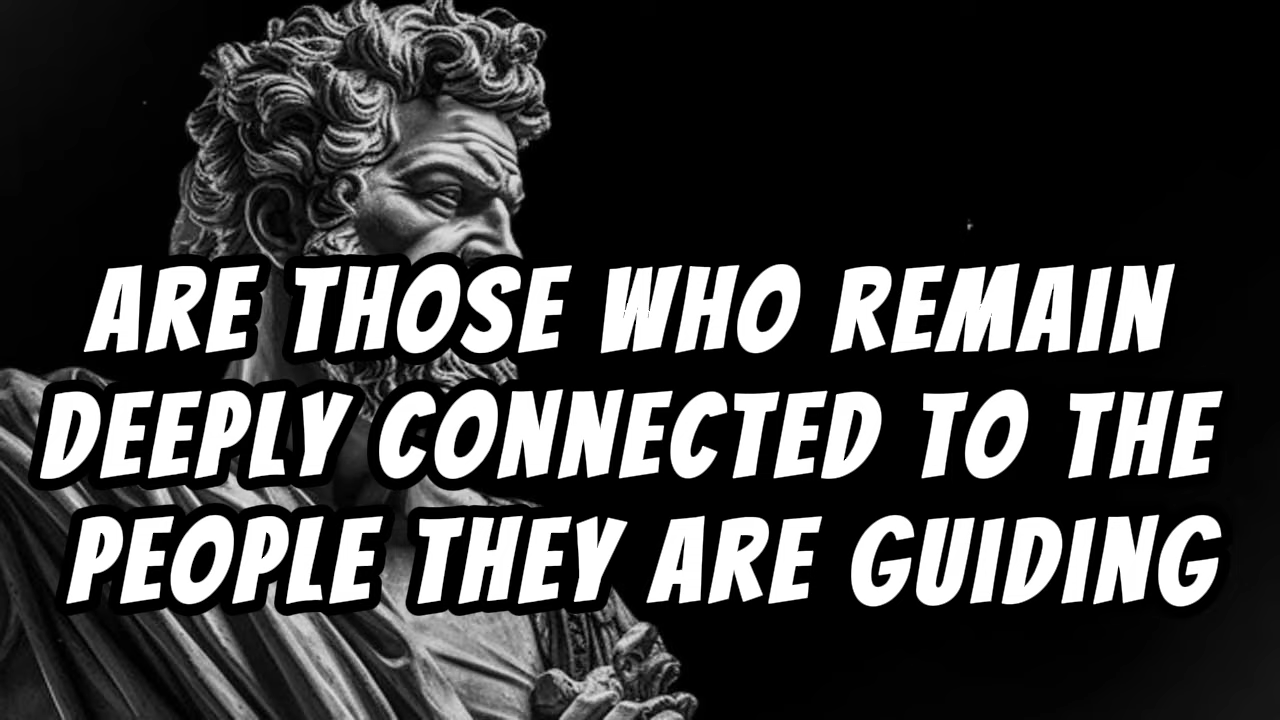 ARE THOSE WHO REMAIN
DEEPLY CONNECTED TO THE
PEOPLE THEY ARE GUIDING